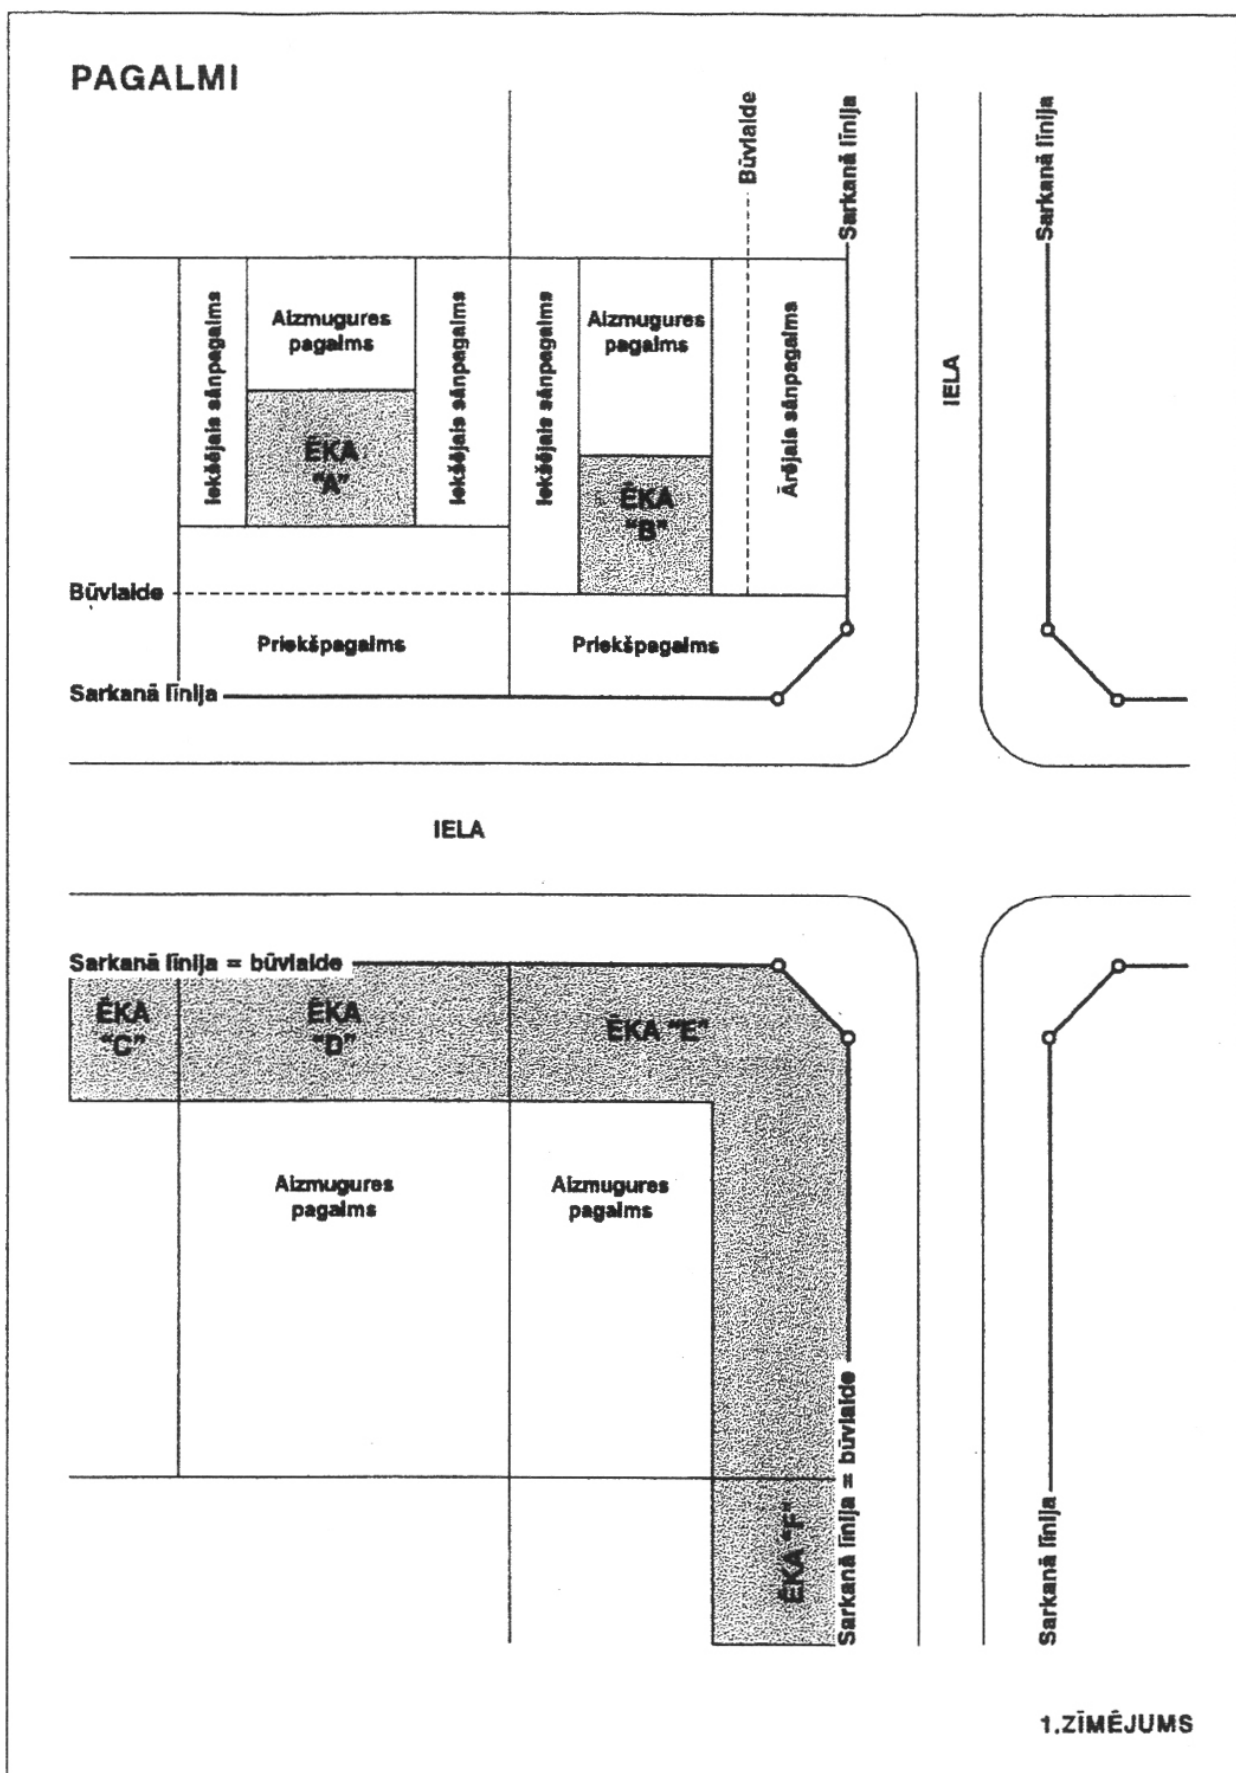 PAGALMI
Būvlaide
Sarkanā līnija
Sarkanā līnija
Iekšējais sānpagalms
Aizmugures
pagalms
Iekšējais sānpagalms
Iekšējais sānpagalms
Aizmugures
pagalms
Ārējais sānpagalms
IELA
ĒKA
"A"
ĒKA
"B"
Būvlaide
Priekšpagalms
Priekšpagalms
Sarkanā līnija
IELA
Sarkanā līnija = būvlaide
ĒKA
"C"
ĒKA
"D"
ĒKA "E"
Aizmugures
pagalms
Aizmugures
pagalms
Sarkanā līnija = būvlaide
ĒKA "F"
Sarkanā līnija
1.ZĪMĒJUMS